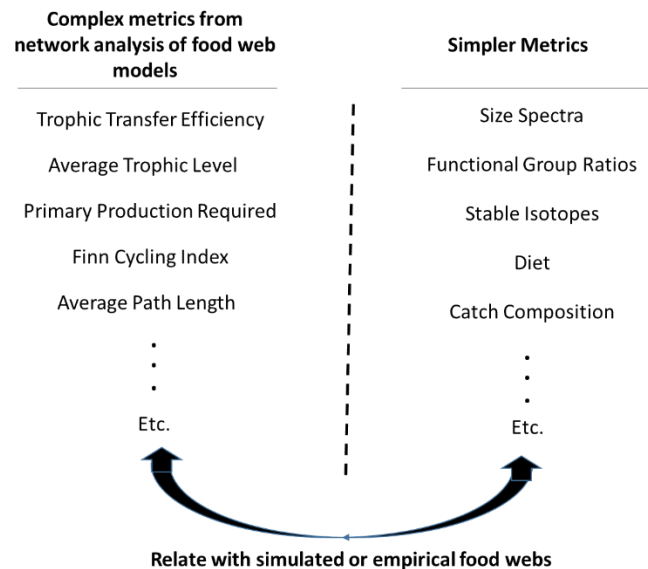 Complex metrics from
network analysis of food web
models
Trophic Transfer Efficiency
Average Trophic Level
Primary Production Required
Finn Cycling Index
Average Path Length
Etc.
Simpler Metrics
Size Spectra
Functional Group Ratios
Stable Isotopes
Diet
Catch Composition
Etc.
Relate with simulated or empirical food webs